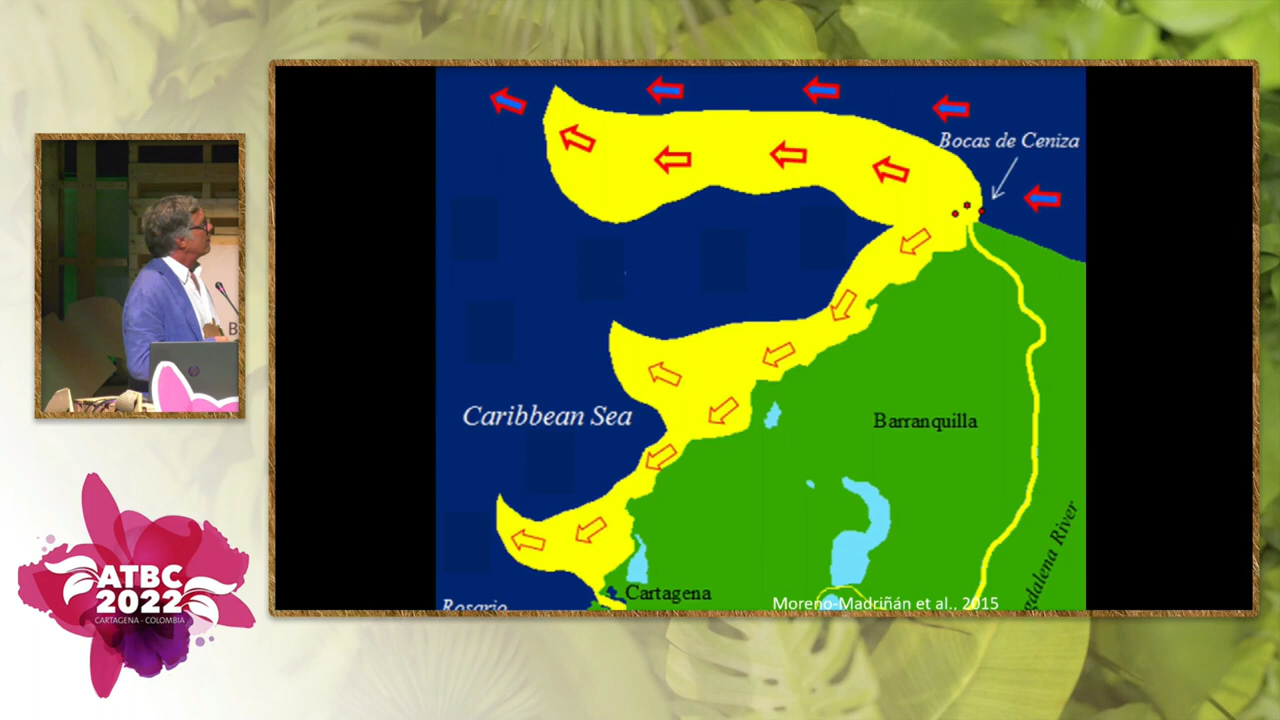 Bocas de Ceniza
Caribbean Sea
Barranquilla
Magdalena River
Cartagena
Rosario
Moreno-Madriñán et al., 2015
ATBC
2022
CARTAGENA - COLOMBIA
B